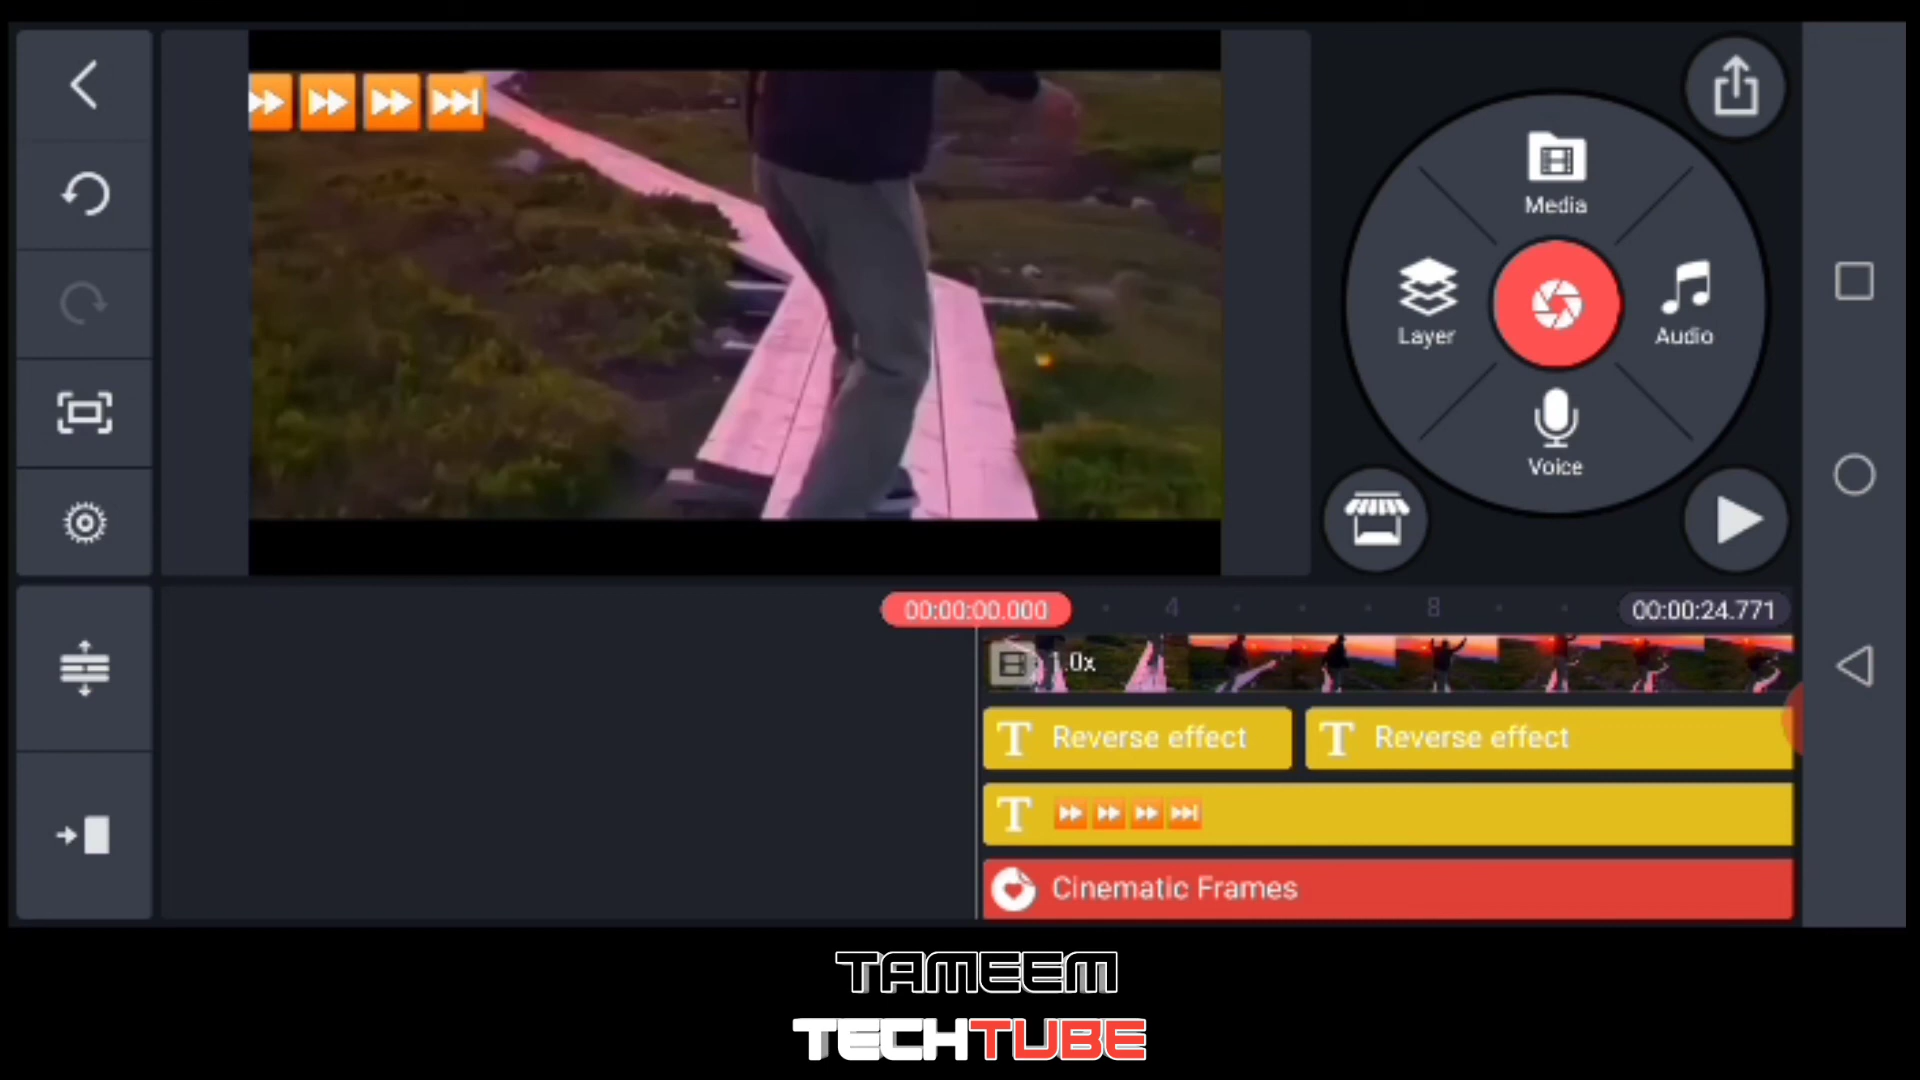 Media
Layer
Audio
Voice
00:00:00.000
4
8
00:00:24.771
1.0x
Reverse effect
Reverse effect
⏩⏩⏩⏭
Cinematic Frames
TAMEEM
TECHTUBE